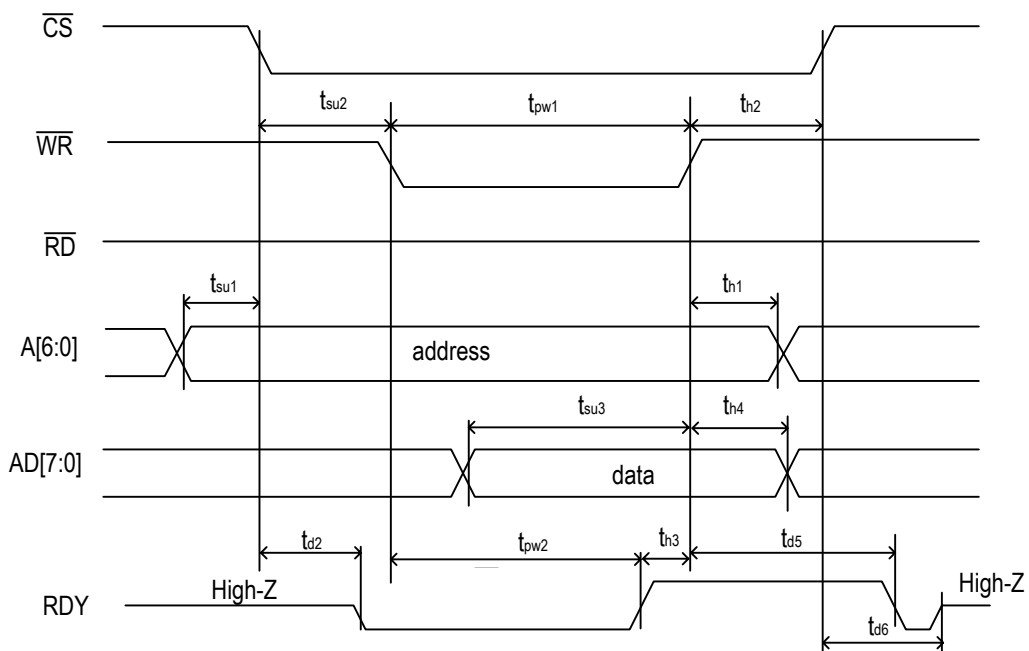 CS
tsu2 tpw1 th2
WR
RD
tsu1 th1
A[6:0] address
tsu3 th4
AD[7:0] data
td2 tpw2 th3 td5
RDY High-Z High-Z
td6